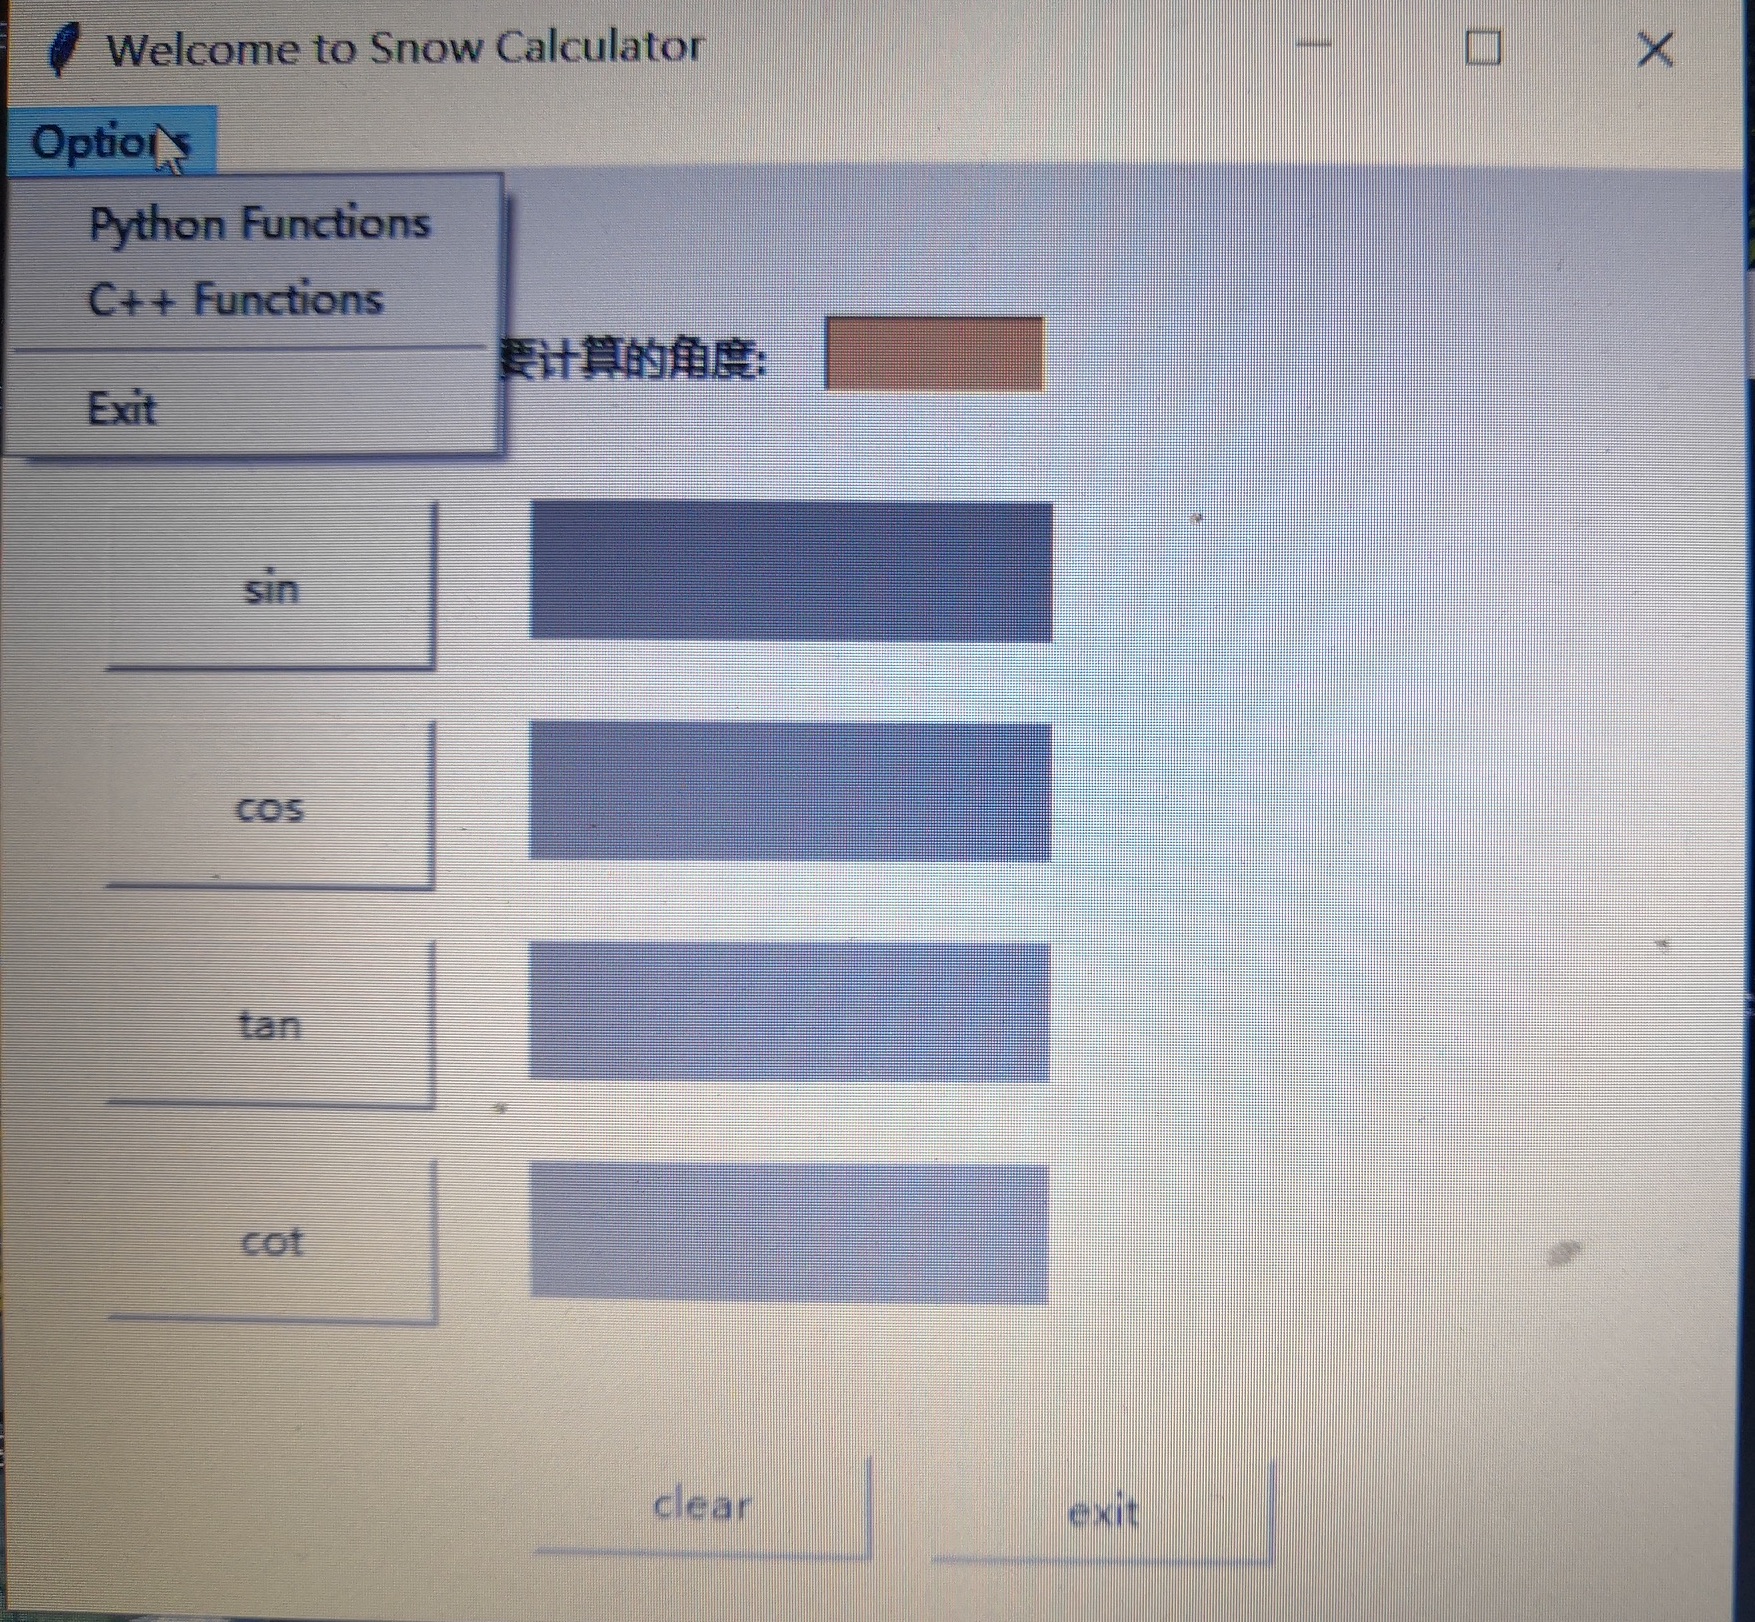 Welcome to Snow Calculator
Options
Python Functions
C++ Functions
要计算的角度:
Exit
sin
cos
tan
cot
clear
exit